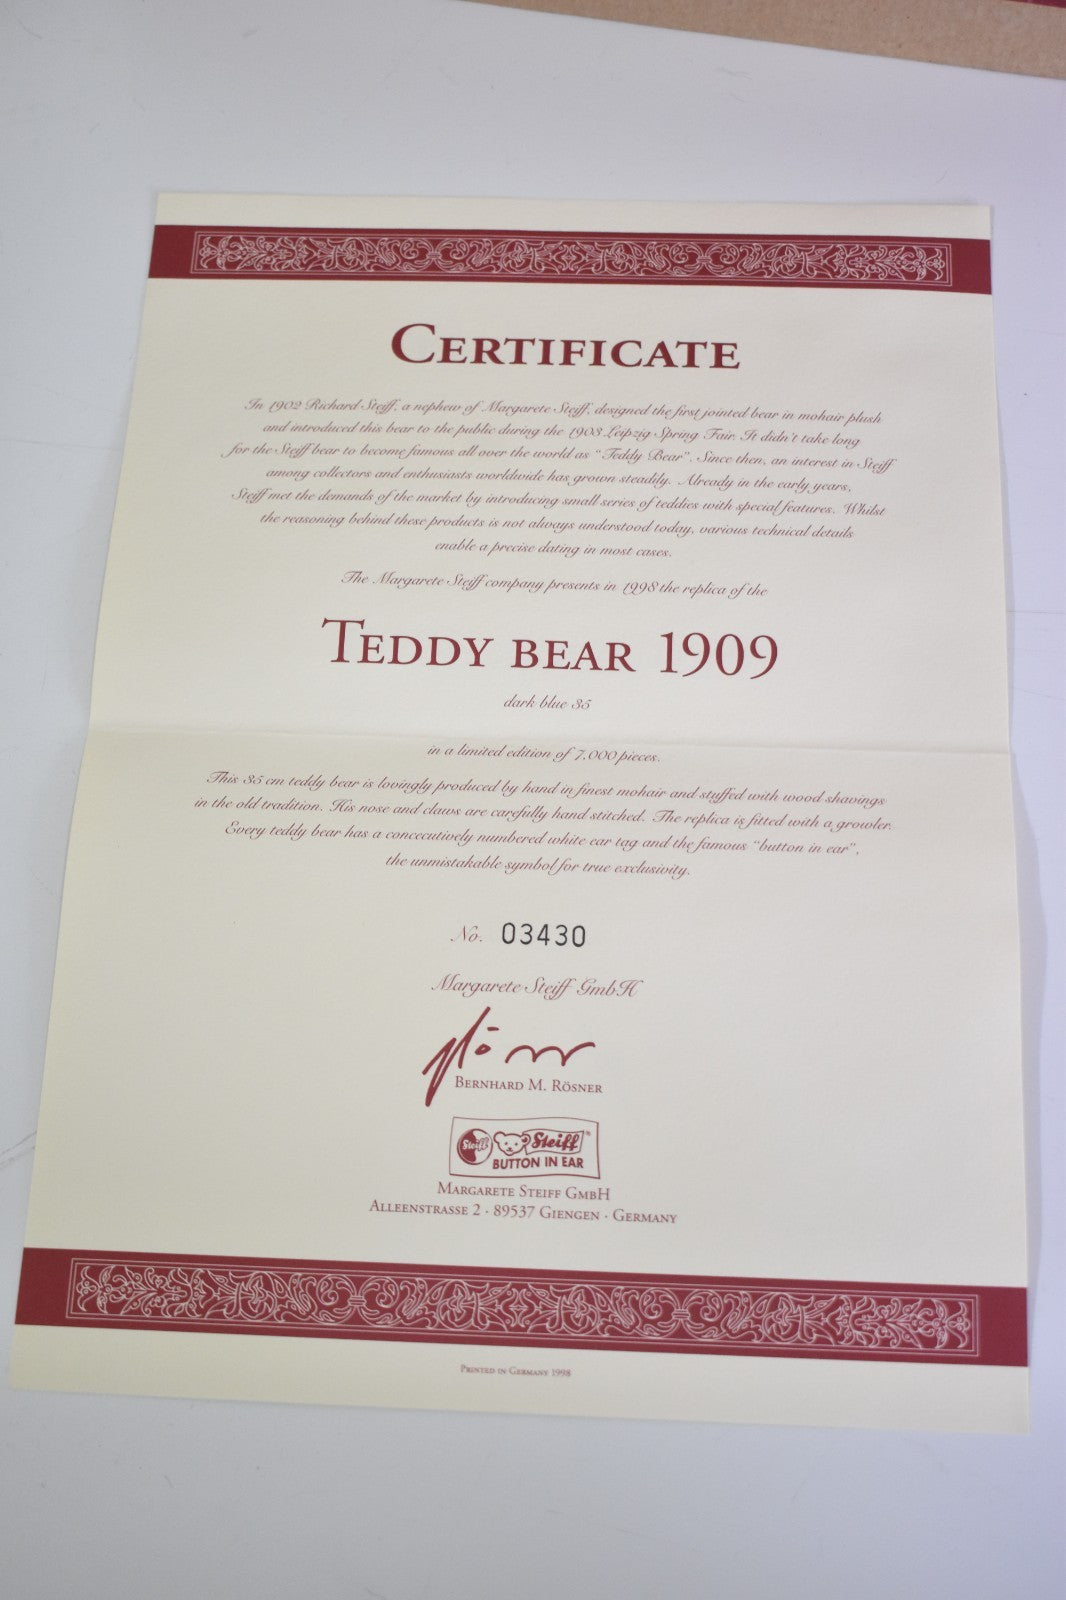 CERTIFICATE
In 1902 Richard Steiff, a nephew of Margarete Steiff, designed the first jointed bear in mohair plush
and introduced this bear to the public during the 1903 Leipzig Spring Fair. It didn't take long
for the Steiff bear to become famous all over the world as "Teddy Bear". Since then, an interest in Steiff
among collectors and enthusiasts worldwide has grown steadily. Already in the early years,
Steiff met the demands of the market by introducing small series of teddies with special features. Whilst
the reasoning behind these products is not always understood today, various technical details
enable a precise dating in most cases.
The Margarete Steiff company presents in 1998 the replica of the
TEDDY BEAR 1909
dark blue 35
in a limited edition of 7,000 pieces.
This 35 cm teddy bear is lovingly produced by hand in finest mohair and stuffed with wood shavings
in the old tradition. His nose and claws are carefully hand stitched. The replica is fitted with a growler.
Every teddy bear has a concecutively numbered white ear tag and the famous "button in ear",
the unmistakable symbol for true exclusivity.
No. 03430
Margarete Steiff GmbH
BERNHARD M. RÖSNER
Steiff Steiff®
BUTTON IN EAR
MARGARETE STEIFF GMBH
ALLEENSTRASSE 2 · 89537 GIENGEN · GERMANY
PRINTED IN GERMANY 1998